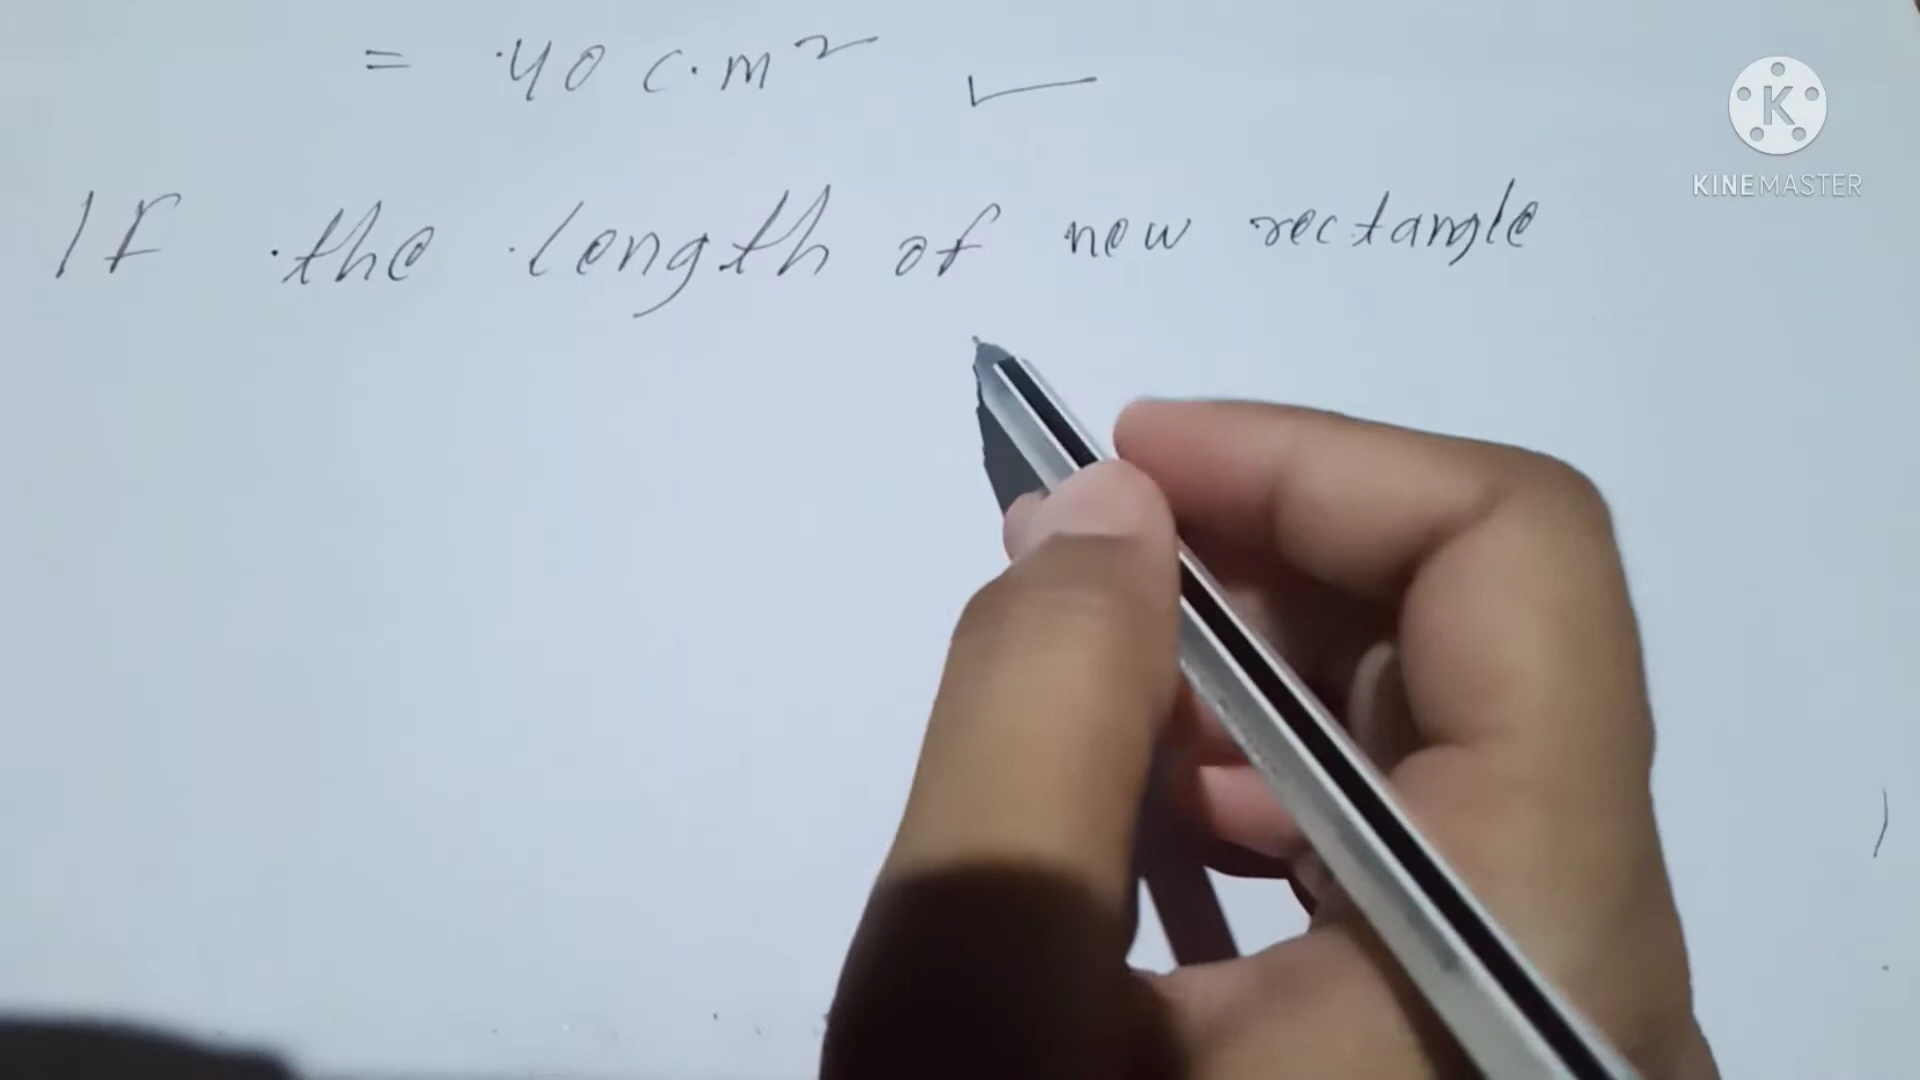 = 40 c.m²
If the length of new rectangle
K
KINEMASTER